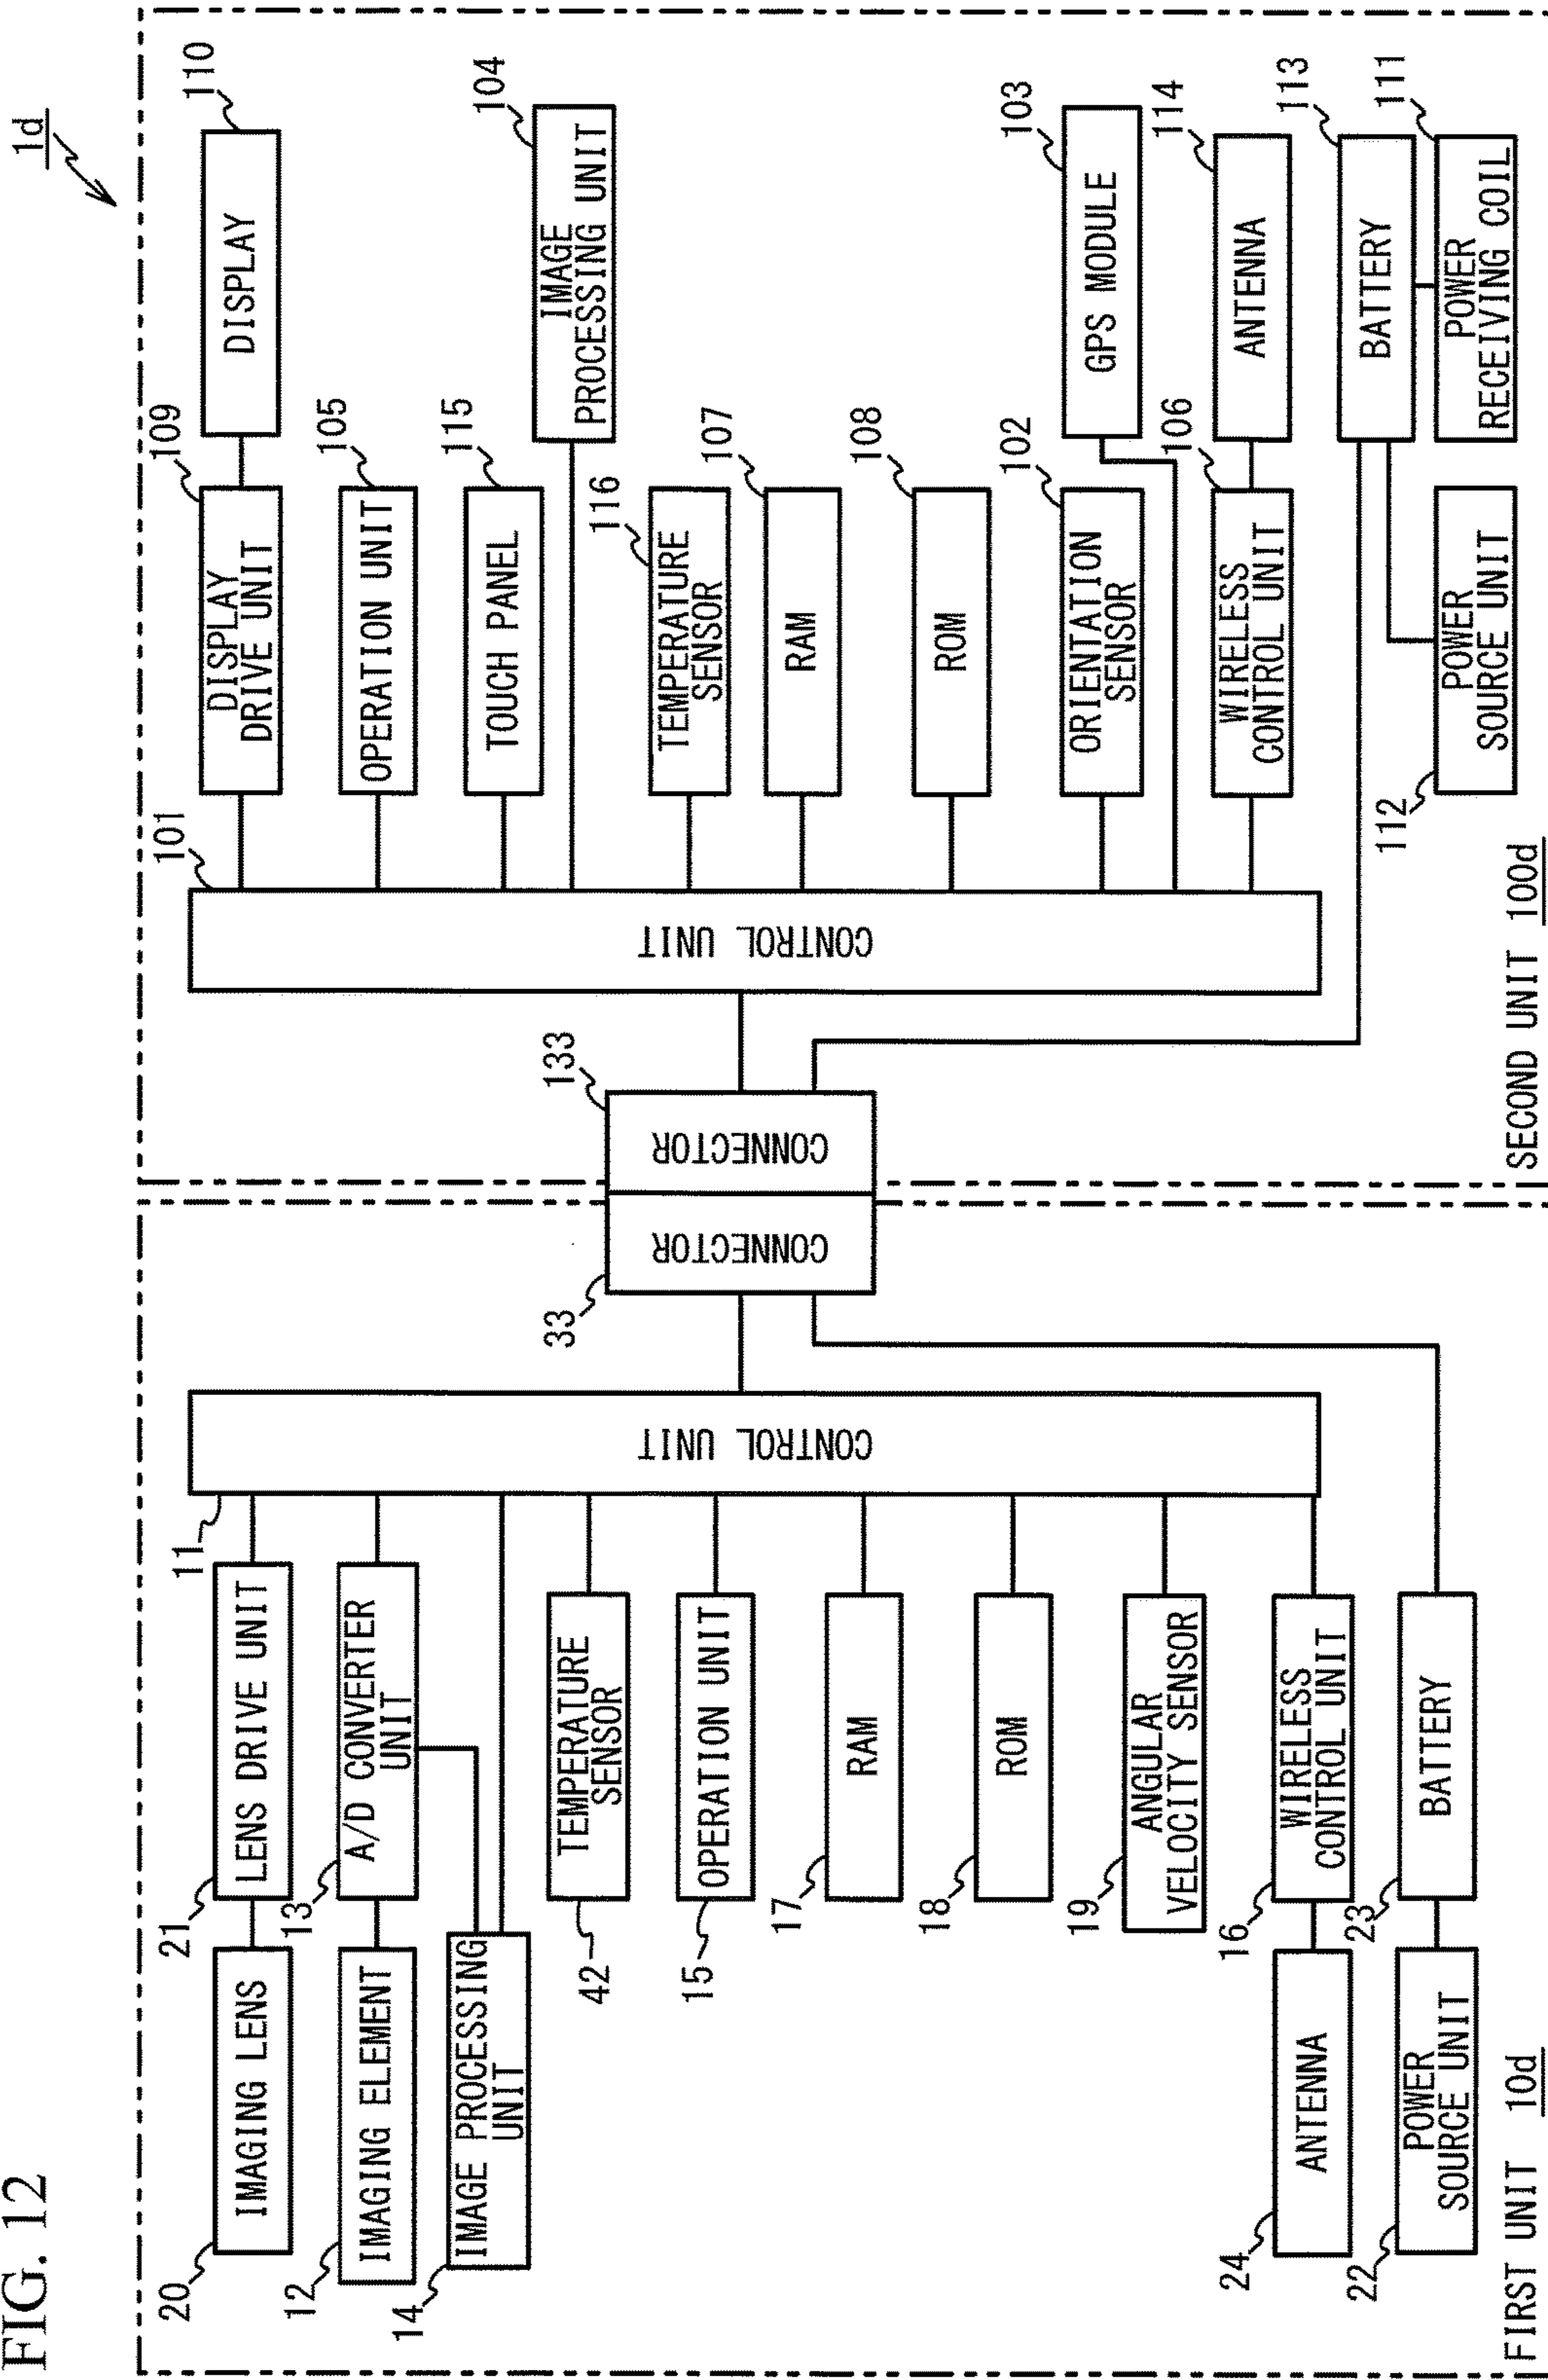 FIG. 12
1d
20
IMAGING LENS
21
LENS DRIVE UNIT
11
CONTROL UNIT
12
IMAGING ELEMENT
13
A/D CONVERTER
UNIT
14
IMAGE PROCESSING
UNIT
42
TEMPERATURE
SENSOR
15
OPERATION UNIT
17
RAM
18
ROM
19
ANGULAR
VELOCITY SENSOR
24
ANTENNA
16
WIRELESS
CONTROL UNIT
22
POWER
SOURCE UNIT
23
BATTERY
FIRST UNIT 10d
33
CONNECTOR
133
CONNECTOR
101
CONTROL UNIT
109
DISPLAY
DRIVE UNIT
110
DISPLAY
105
OPERATION UNIT
115
TOUCH PANEL
104
IMAGE
PROCESSING UNIT
116
TEMPERATURE
SENSOR
107
RAM
108
ROM
102
ORIENTATION
SENSOR
103
GPS MODULE
106
WIRELESS
CONTROL UNIT
114
ANTENNA
113
BATTERY
112
POWER
SOURCE UNIT
111
POWER
RECEIVING COIL
SECOND UNIT 100d